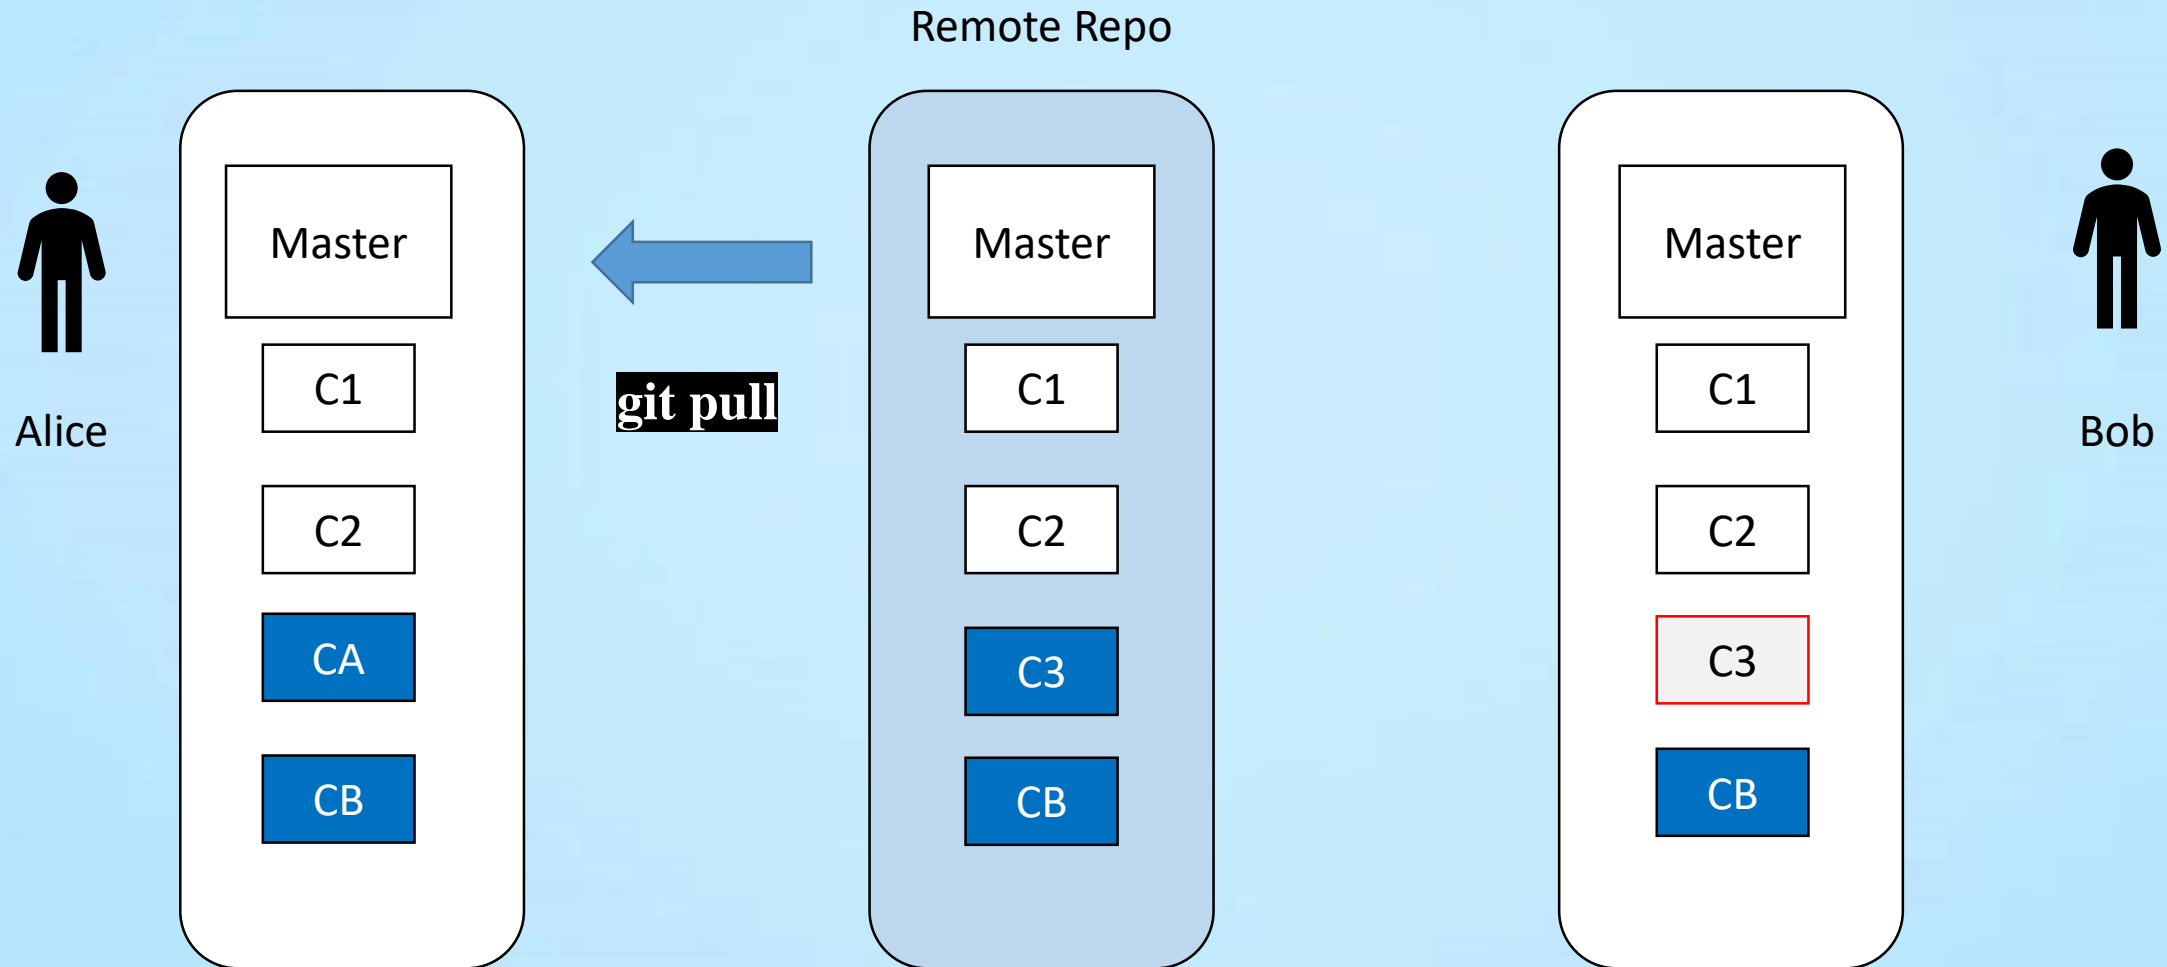 Remote Repo
Alice
Master
C1
C2
CA
CB
git pull
Master
C1
C2
C3
CB
Master
C1
C2
C3
CB
Bob